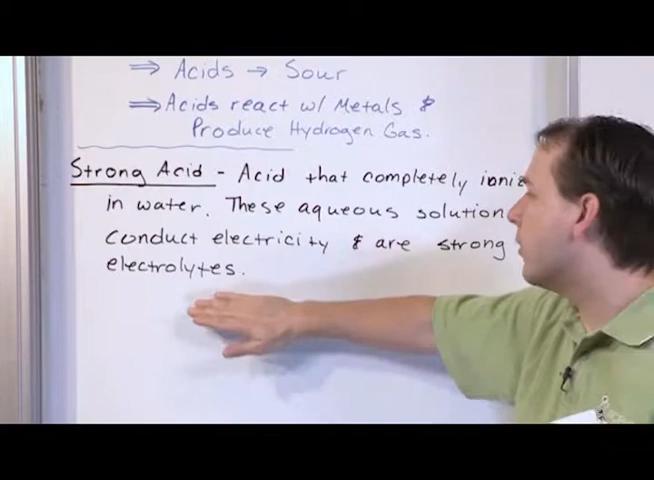 ⇒ Acids → Sour
⇒ Acids react w/ Metals &
Produce Hydrogen Gas.
Strong Acid - Acid that completely
in water. These aqueous solution
Conduct electricity & are strong
electrolytes.